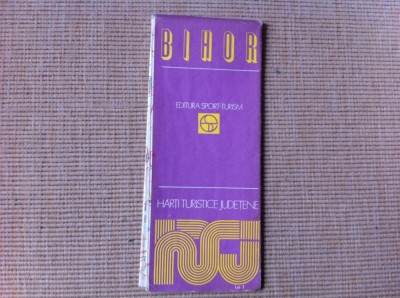 BIHOR
EDITURA SPORT-TURISM
HĂRȚI TURISTICE JUDEȚENE